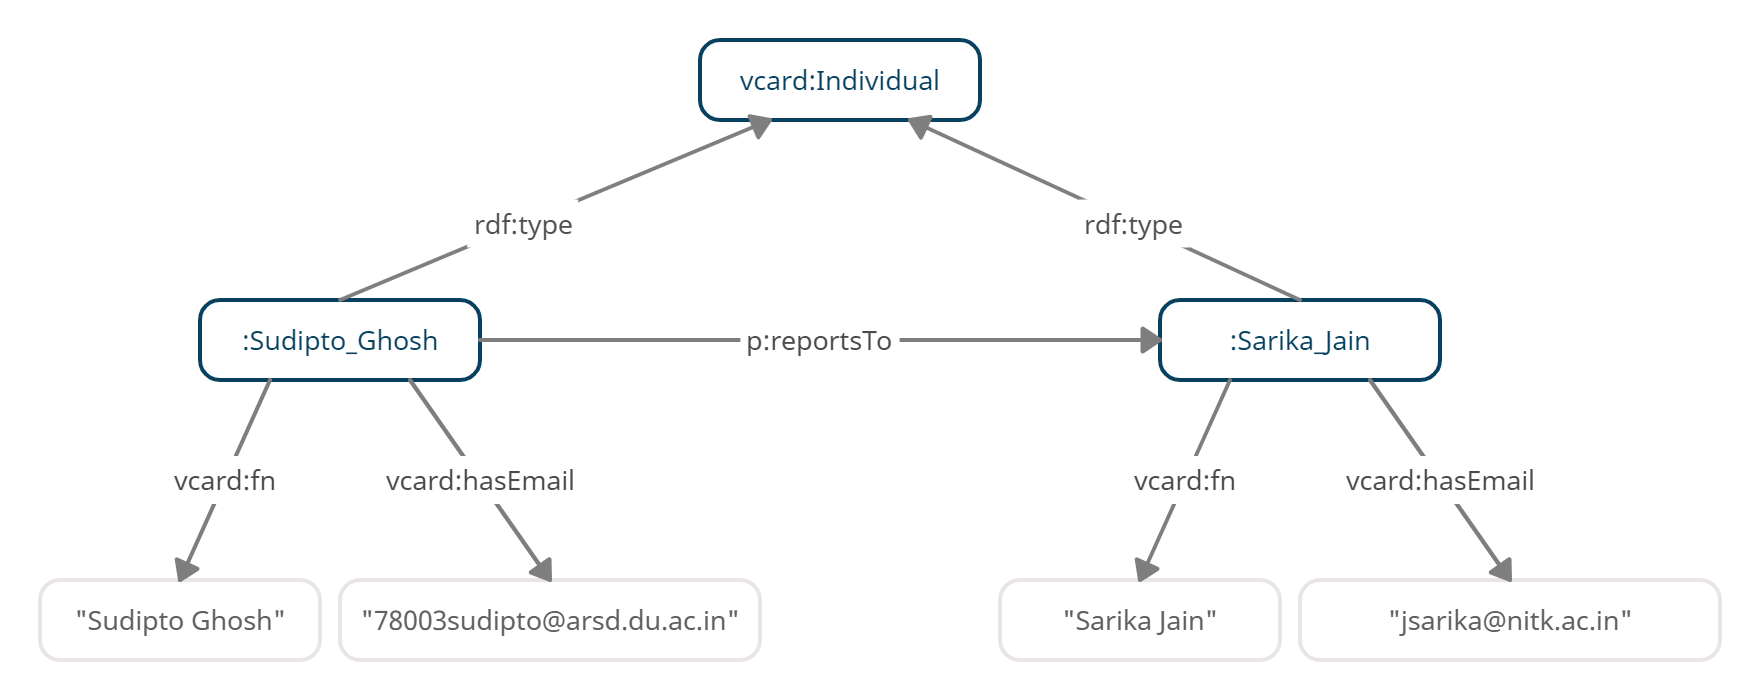 vcard:Individual
rdf:type
rdf:type
:Sudipto_Ghosh
p:reportsTo
:Sarika_Jain
vcard:fn
vcard:hasEmail
vcard:fn
vcard:hasEmail
"Sudipto Ghosh"
"78003sudipto@arsd.du.ac.in"
"Sarika Jain"
"jsarika@nitk.ac.in"